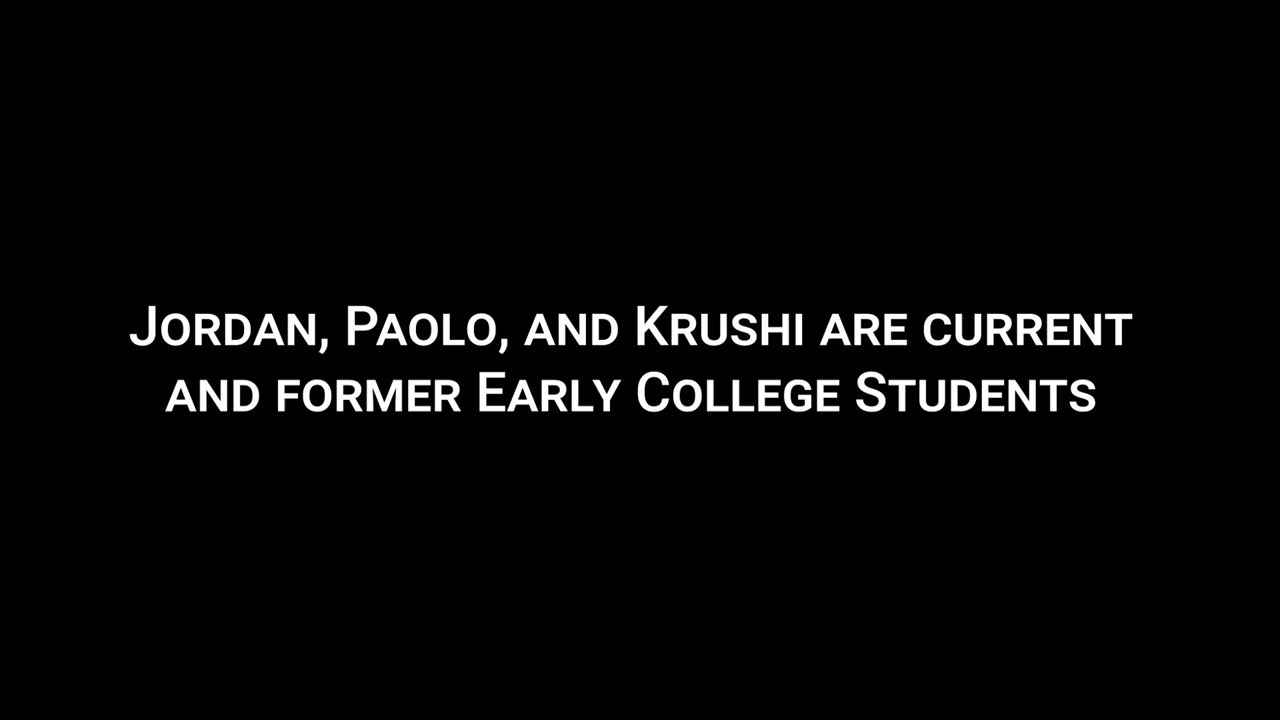 Jordan, Paolo, and Krushi are current
and former Early College Students